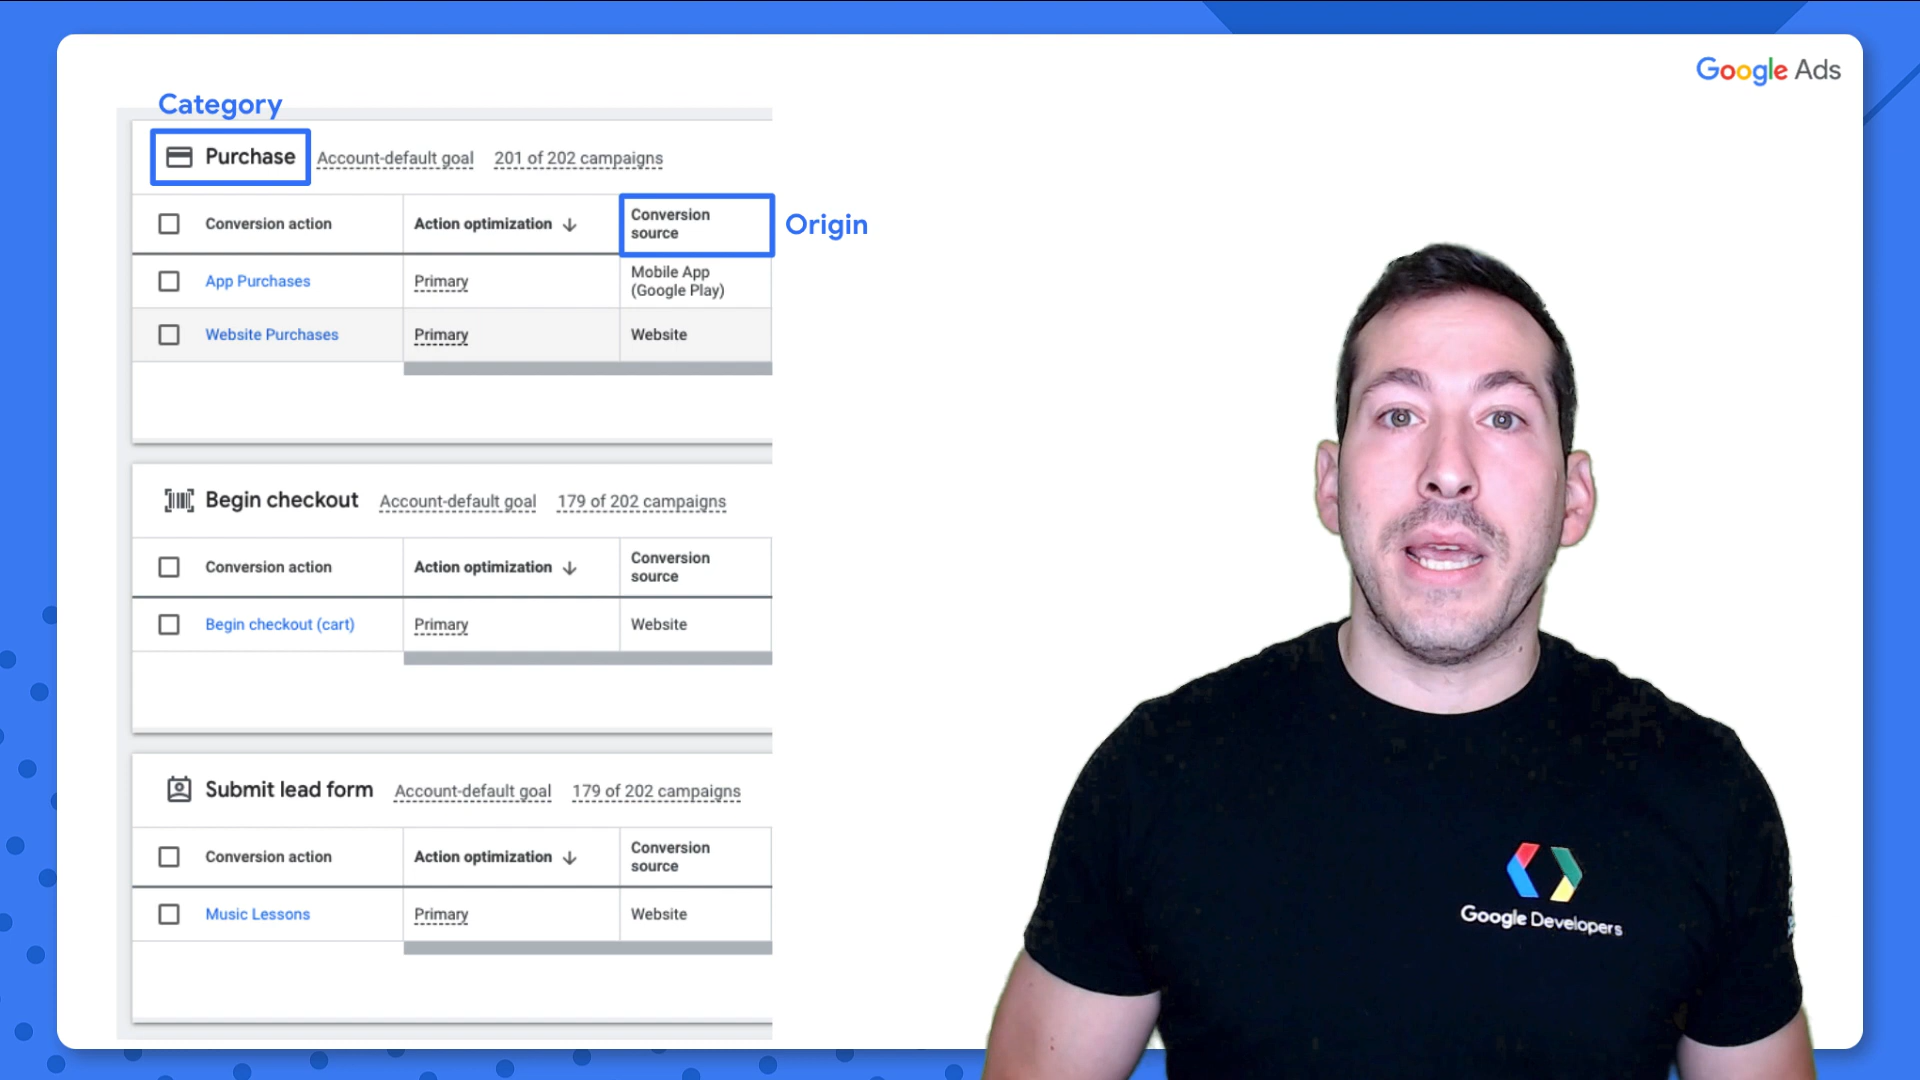 Google Ads
Category
Purchase Account-default goal 201 of 202 campaigns
Conversion action Action optimization Conversion source
Origin
App Purchases Primary Mobile App (Google Play)
Website Purchases Primary Website
Begin checkout Account-default goal 179 of 202 campaigns
Conversion action Action optimization Conversion source
Begin checkout (cart) Primary Website
Submit lead form Account-default goal 179 of 202 campaigns
Conversion action Action optimization Conversion source
Music Lessons Primary Website
Google Developers